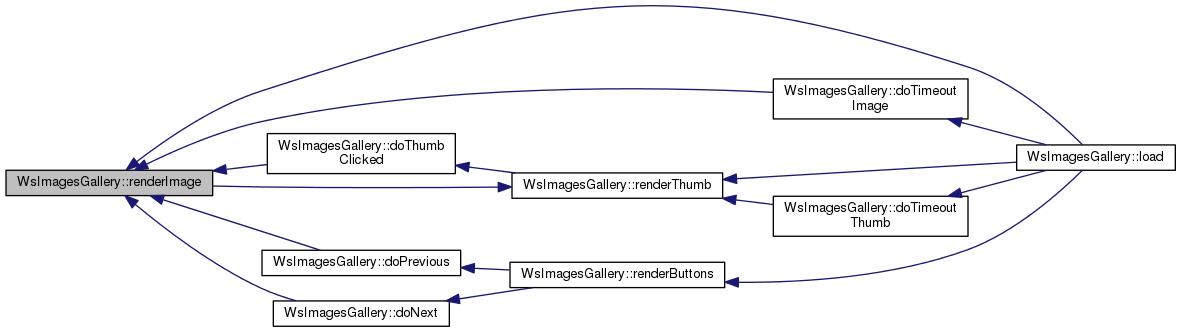 WsImagesGallery::renderImage
WsImagesGallery::doThumb
Clicked
WsImagesGallery::doPrevious
WsImagesGallery::doNext
WsImagesGallery::renderThumb
WsImagesGallery::renderButtons
WsImagesGallery::doTimeout
Image
WsImagesGallery::doTimeout
Thumb
WsImagesGallery::load